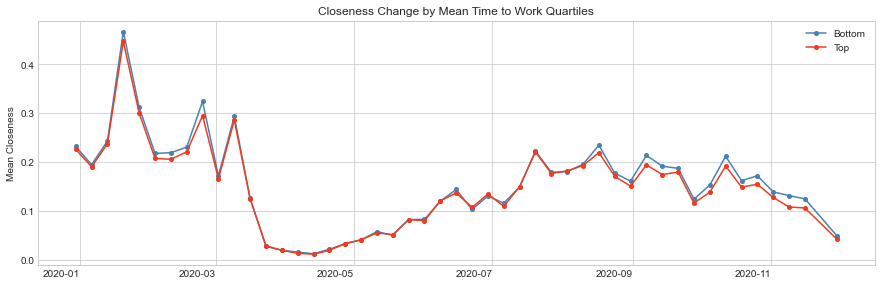 Closeness Change by Mean Time to Work Quartiles
Mean Closeness
0.4
0.3
0.2
0.1
0.0
2020-01
2020-03
2020-05
2020-07
2020-09
2020-11
Bottom
Top